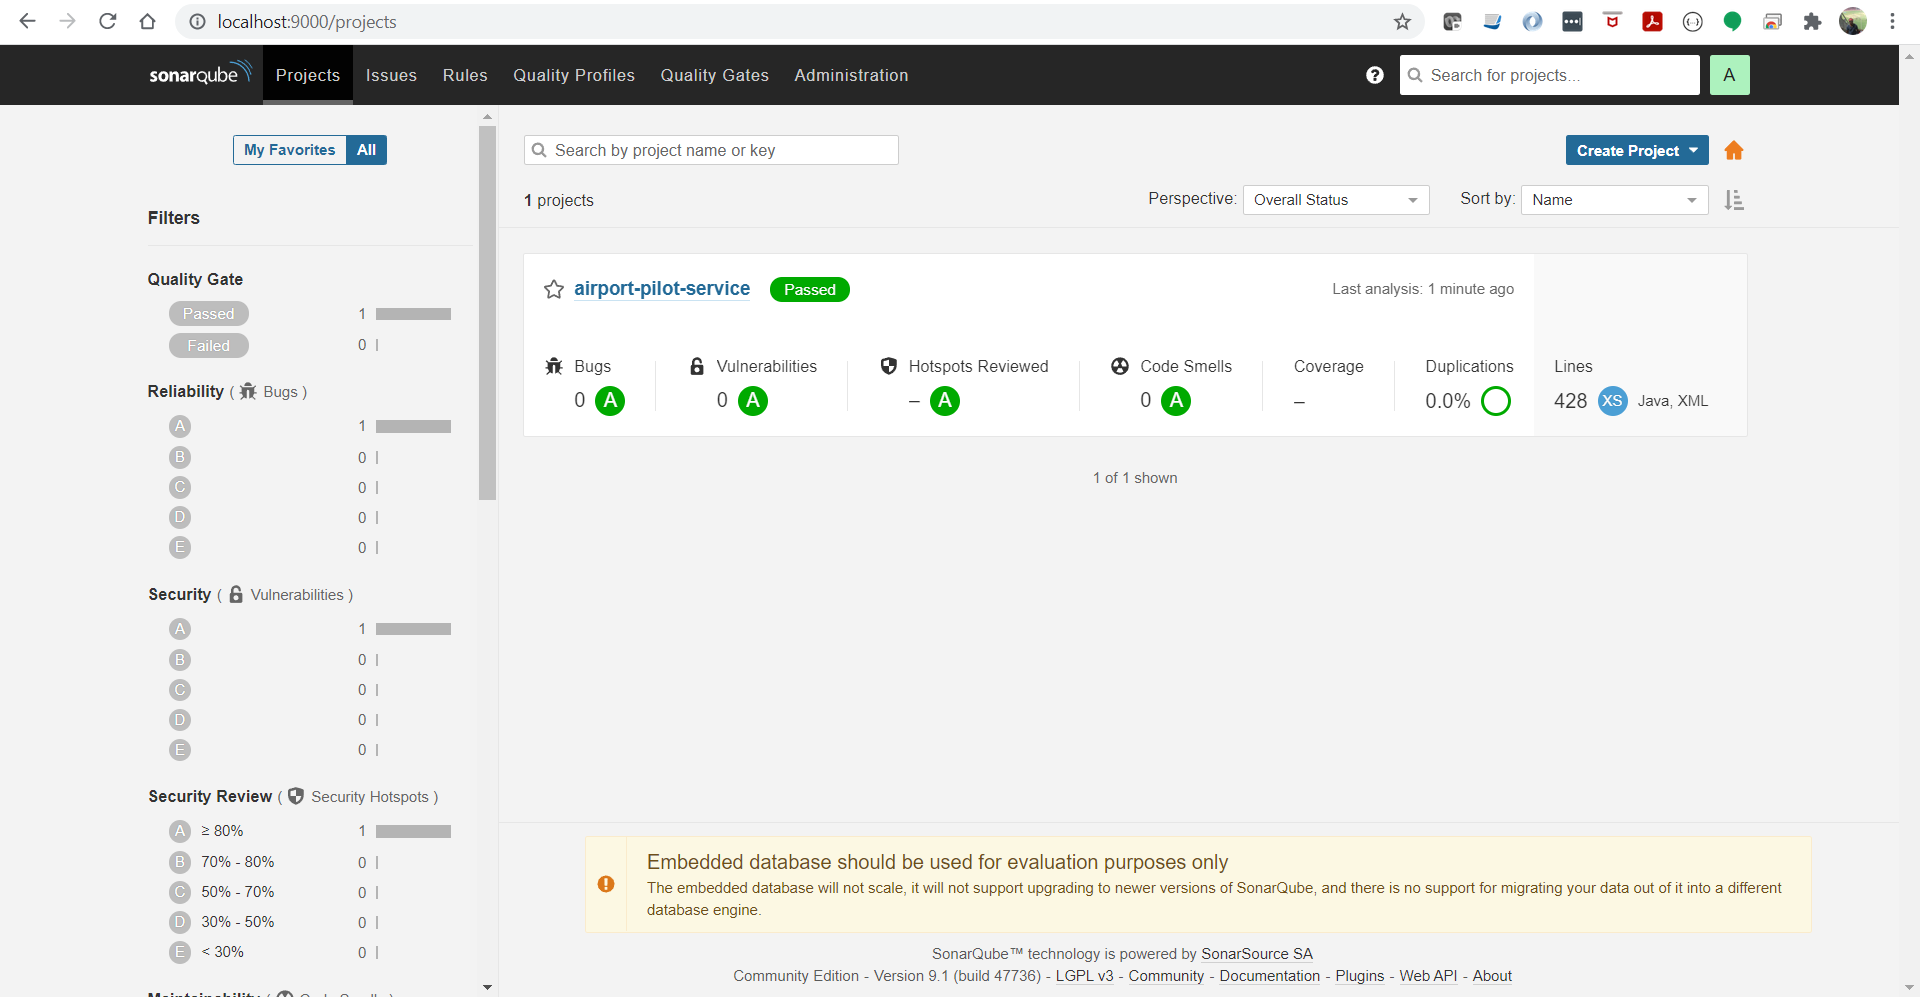 localhost:9000/projects
sonarqube Projects Issues Rules Quality Profiles Quality Gates Administration Search for projects... A
My Favorites All
Filters
Quality Gate
Passed 1
Failed 0
Reliability ( Bugs )
A 1
B 0
C 0
D 0
E 0
Security ( Vulnerabilities )
A 1
B 0
C 0
D 0
E 0
Security Review ( Security Hotspots )
A ≥ 80% 1
B 70% - 80% 0
C 50% - 70% 0
D 30% - 50% 0
E < 30% 0
Search by project name or key
Create Project
1 projects
Perspective: Overall Status Sort by: Name
airport-pilot-service Passed Last analysis: 1 minute ago
Bugs Vulnerabilities Hotspots Reviewed Code Smells Coverage Duplications Lines
0 A 0 A – A 0 A – 0.0% 428 XS Java, XML
1 of 1 shown
Embedded database should be used for evaluation purposes only
The embedded database will not scale, it will not support upgrading to newer versions of SonarQube, and there is no support for migrating your data out of it into a different
database engine.
SonarQube™ technology is powered by SonarSource SA
Community Edition - Version 9.1 (build 47736) - LGPL v3 - Community - Documentation - Plugins - Web API - About